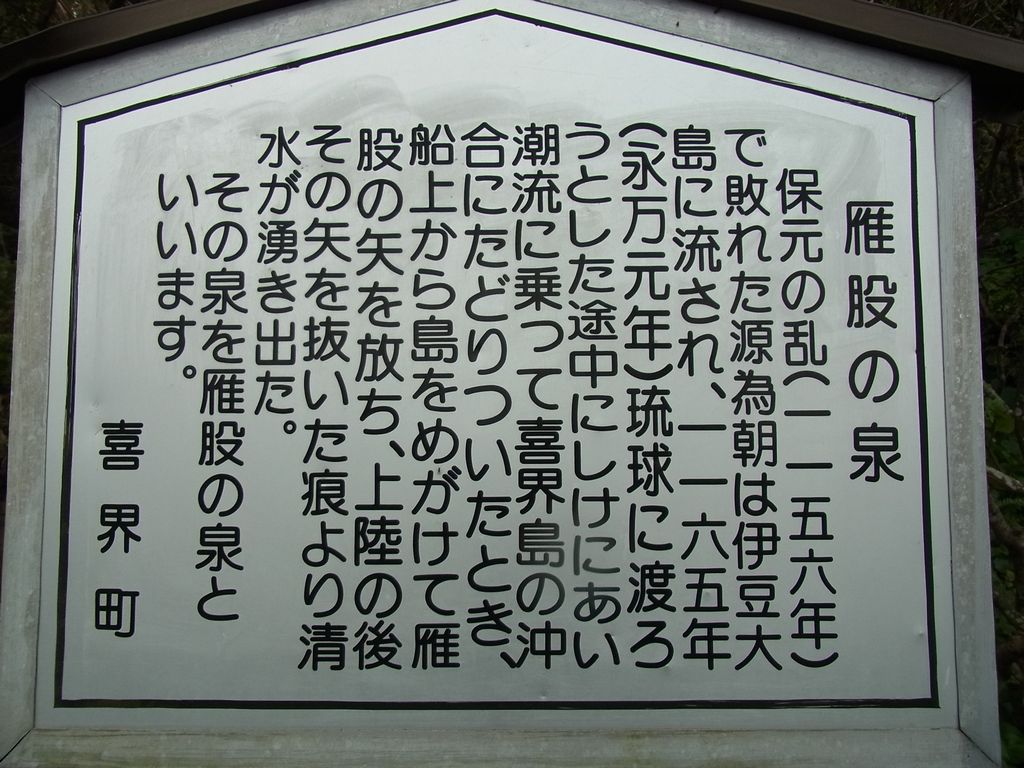 雁股の泉
保元の乱(一一五六年)
で敗れた源為朝は伊豆大
島に流され、一一六五年
(永万元年)琉球に渡ろ
うとした途中にしけにあい
潮流に乗って喜界島の沖
合にたどりついたとき、
船上から島をめがけて雁
股の矢を放ち、上陸の後
その矢を抜いた痕より清
水が湧き出た。
その泉を雁股の泉と
いいます。
喜界町